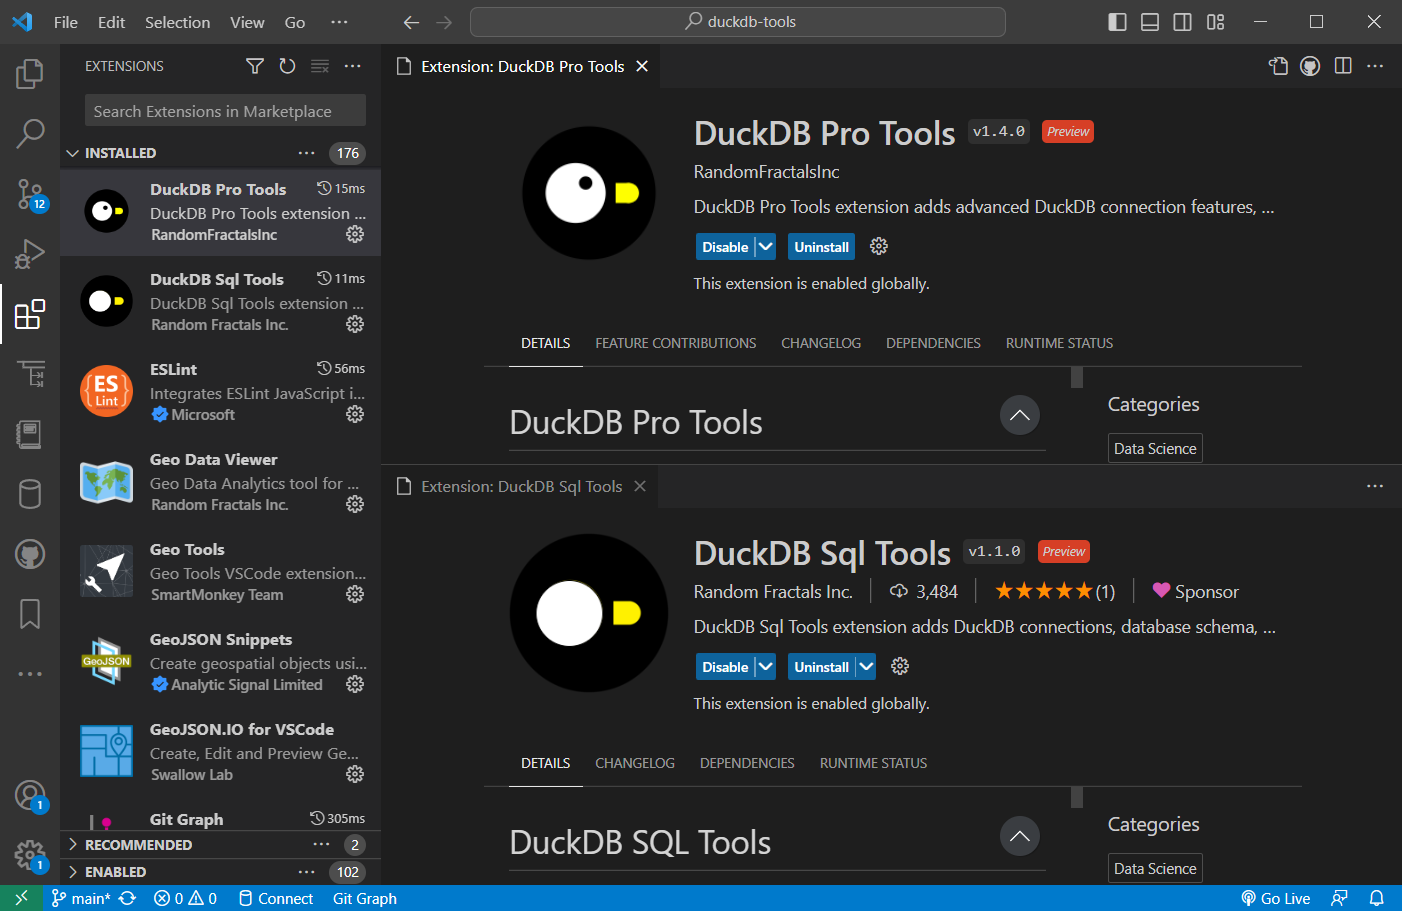 File Edit Selection View Go ··· duckdb-tools
EXTENSIONS
Search Extensions in Marketplace
INSTALLED ··· 176
DuckDB Pro Tools 15ms
DuckDB Pro Tools extension ...
RandomFractalsInc
DuckDB Sql Tools 11ms
DuckDB Sql Tools extension ...
Random Fractals Inc.
ESLint 56ms
ES
Lint
Integrates ESLint JavaScript i...
Microsoft
Geo Data Viewer
Geo Data Analytics tool for ...
Random Fractals Inc.
Geo Tools
Geo Tools VSCode extension...
SmartMonkey Team
GeoJSON Snippets
GeoJSON
Create geospatial objects usi...
Analytic Signal Limited
GeoJSON.IO for VSCode
Create, Edit and Preview Ge...
Swallow Lab
Git Graph 305ms
RECOMMENDED ··· 2
ENABLED ··· 102
12
1
1
Extension: DuckDB Pro Tools
DuckDB Pro Tools v1.4.0 Preview
RandomFractalsInc
DuckDB Pro Tools extension adds advanced DuckDB connection features, ...
Disable Uninstall
This extension is enabled globally.
DETAILS FEATURE CONTRIBUTIONS CHANGELOG DEPENDENCIES RUNTIME STATUS
DuckDB Pro Tools
Categories
Data Science
Extension: DuckDB Sql Tools
DuckDB Sql Tools v1.1.0 Preview
Random Fractals Inc. 3,484 ★★★★★(1) Sponsor
DuckDB Sql Tools extension adds DuckDB connections, database schema, ...
Disable Uninstall
This extension is enabled globally.
DETAILS CHANGELOG DEPENDENCIES RUNTIME STATUS
DuckDB SQL Tools
Categories
Data Science
main* 0 0 Connect Git Graph Go Live